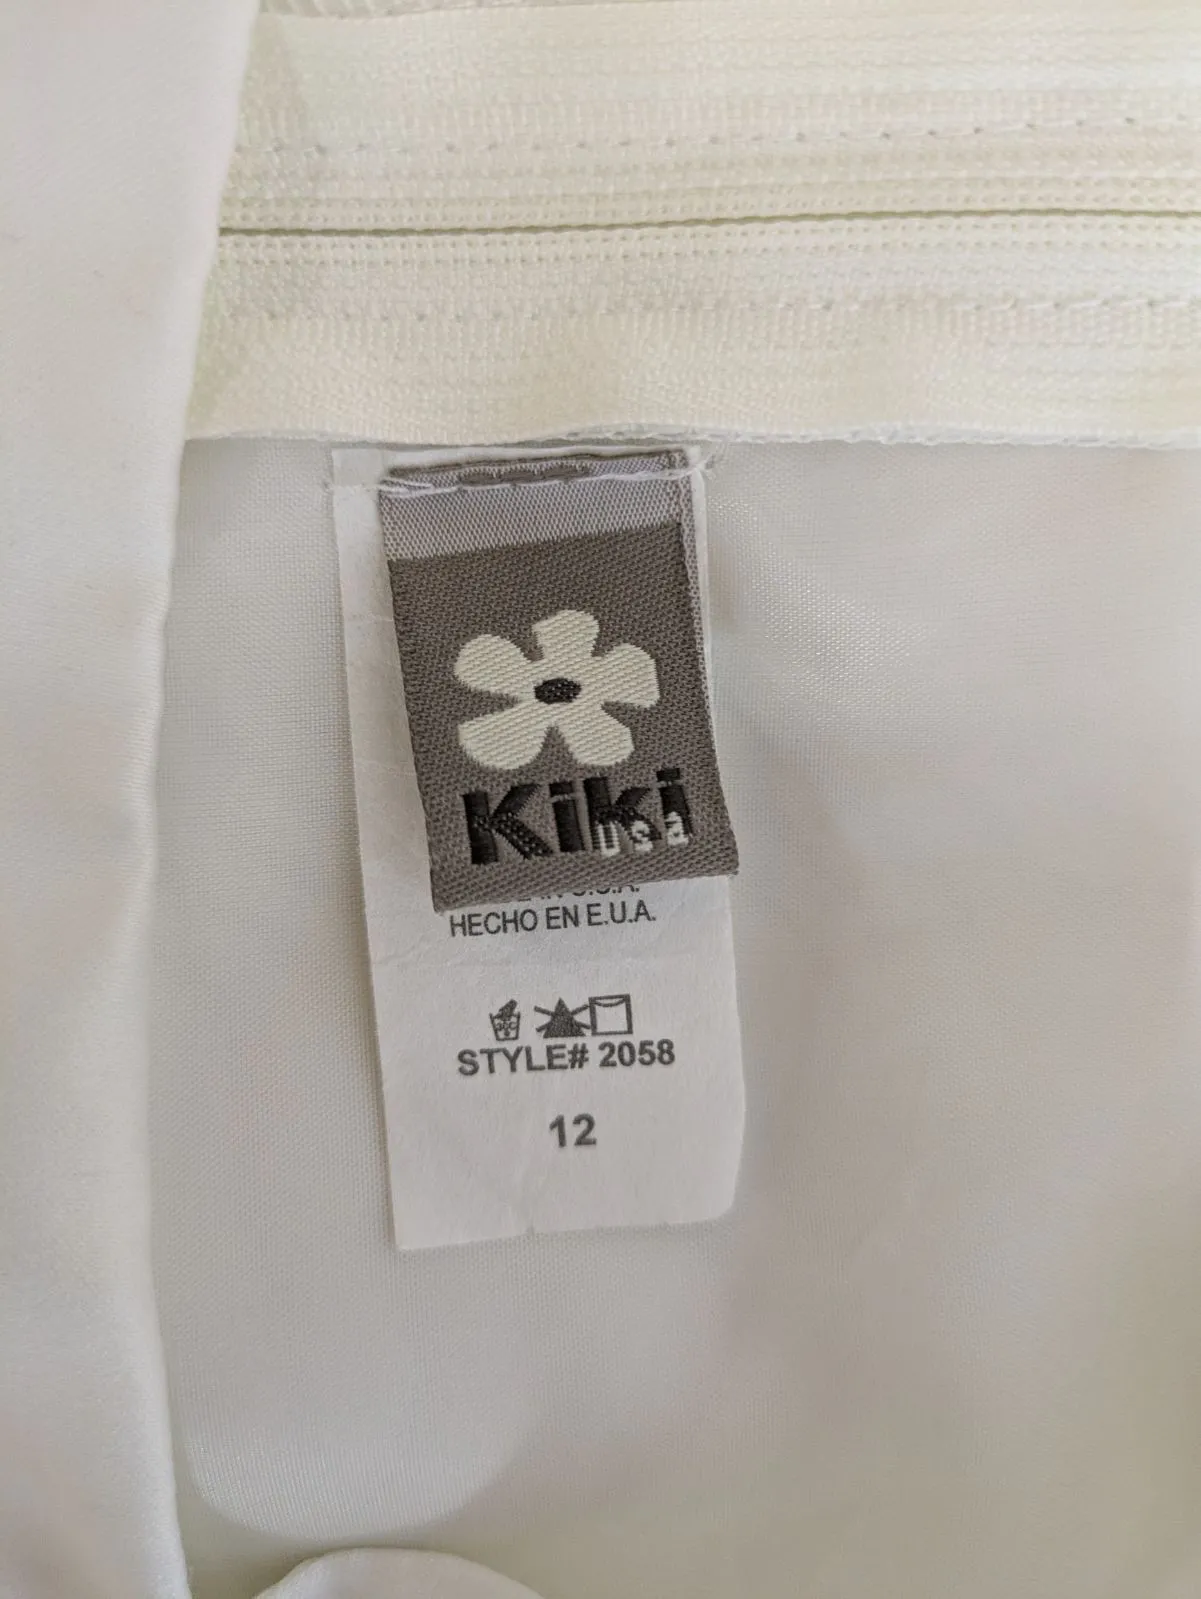 Kiki
usa
HECHO EN E.U.A.
STYLE# 2058
12